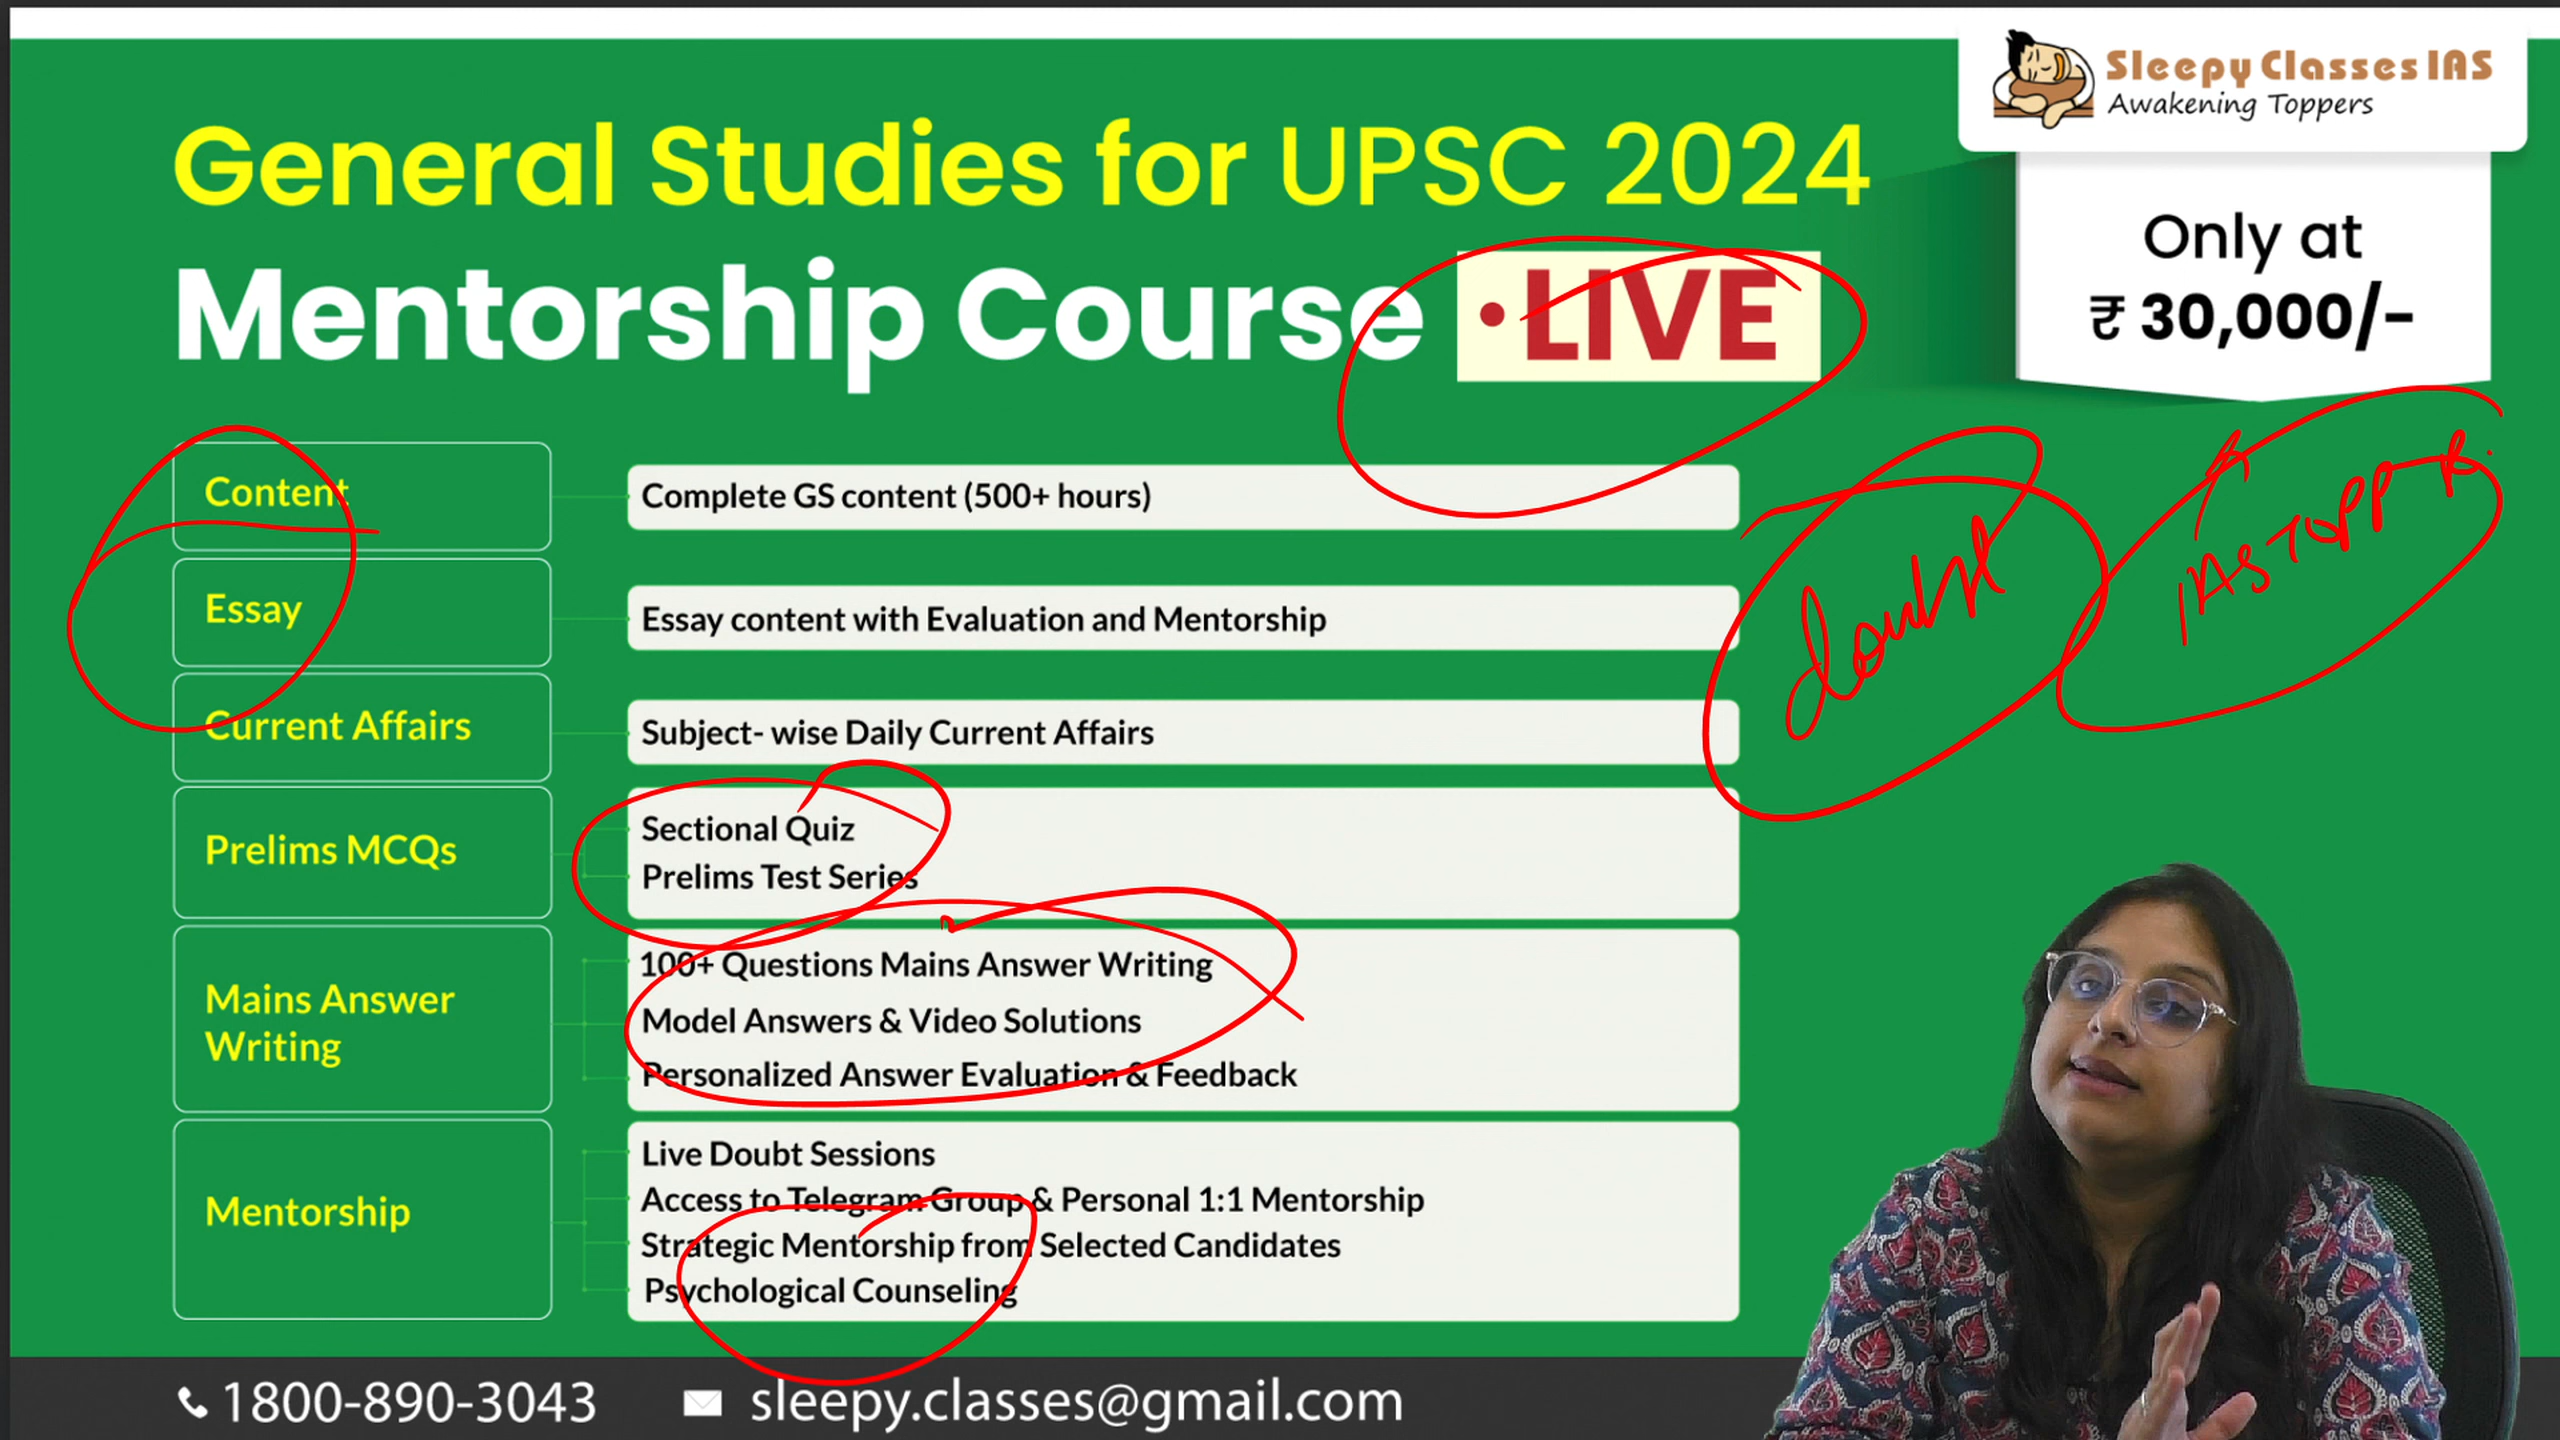 Sleepy Classes IAS
Awakening Toppers
General Studies for UPSC 2024
Mentorship Course • LIVE
Only at
₹ 30,000/-
Content
Complete GS content (500+ hours)
Essay
Essay content with Evaluation and Mentorship
Current Affairs
Subject- wise Daily Current Affairs
Prelims MCQs
Sectional Quiz
Prelims Test Series
Mains Answer
Writing
100+ Questions Mains Answer Writing
Model Answers & Video Solutions
Personalized Answer Evaluation & Feedback
Mentorship
Live Doubt Sessions
Access to Telegram Group & Personal 1:1 Mentorship
Strategic Mentorship from Selected Candidates
Psychological Counseling
doubt
IAS
1800-890-3043
sleepy.classes@gmail.com